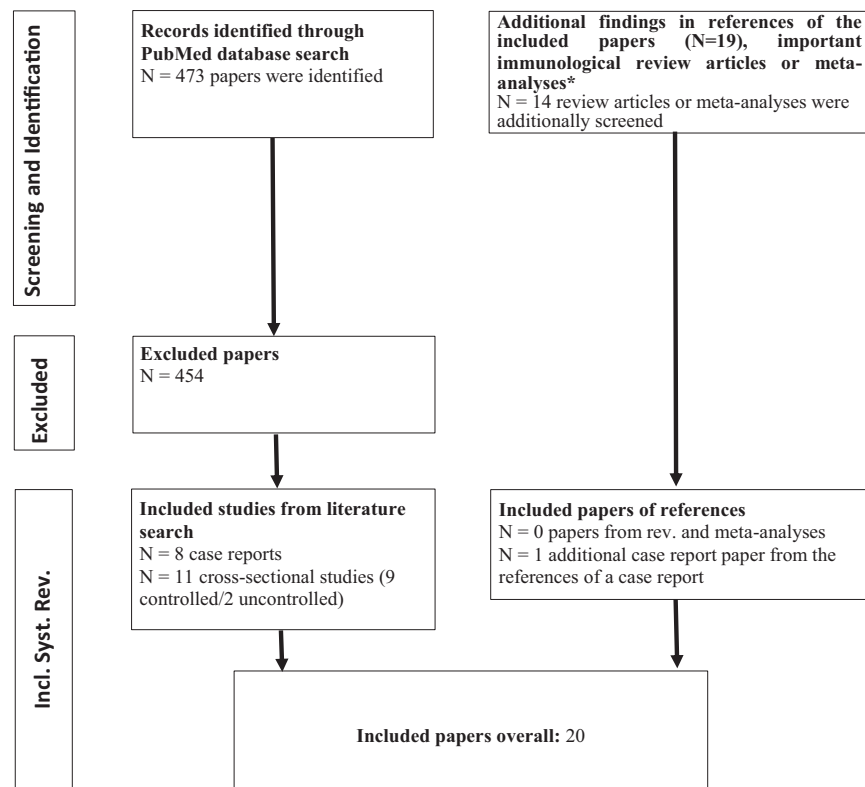 Screening and Identification
Records identified through
PubMed database search
N = 473 papers were identified
Additional findings in references of the
included papers (N=19), important
immunological review articles or meta-
analyses*
N = 14 review articles or meta-analyses were
additionally screened
Excluded
Excluded papers
N = 454
Incl. Syst. Rev.
Included studies from literature
search
N = 8 case reports
N = 11 cross-sectional studies (9
controlled/2 uncontrolled)
Included papers of references
N = 0 papers from rev. and meta-analyses
N = 1 additional case report paper from the
references of a case report
Included papers overall: 20